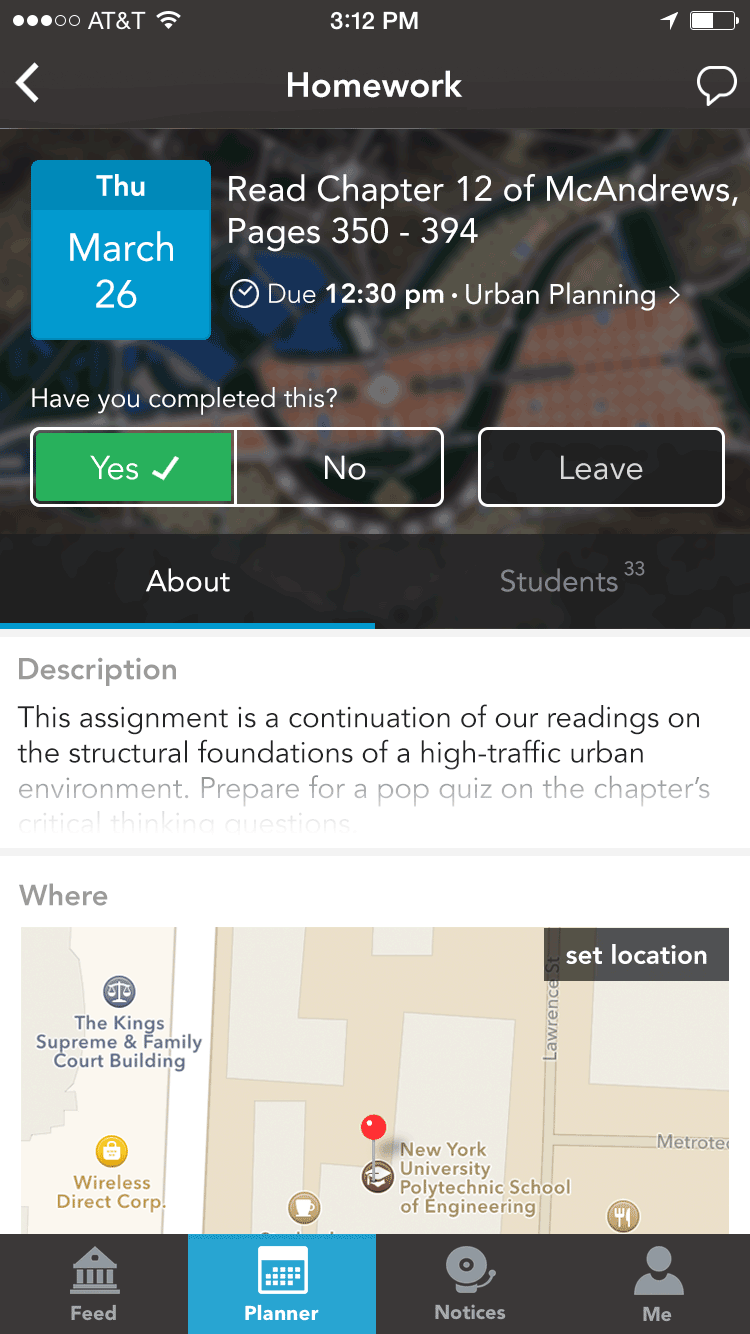 AT&T 3:12 PM
Homework
Thu
March
26
Read Chapter 12 of McAndrews,
Pages 350 - 394
Due 12:30 pm · Urban Planning >
Have you completed this?
Yes ✓ No Leave
About Students 33
Description
This assignment is a continuation of our readings on
the structural foundations of a high-traffic urban
environment. Prepare for a pop quiz on the chapter's
critical thinking questions.
Where
set location
Lawrence St
The Kings
Supreme & Family
Court Building
Metrotec
New York
University
Polytechnic School
of Engineering
Wireless
Direct Corp.
Feed Planner Notices Me